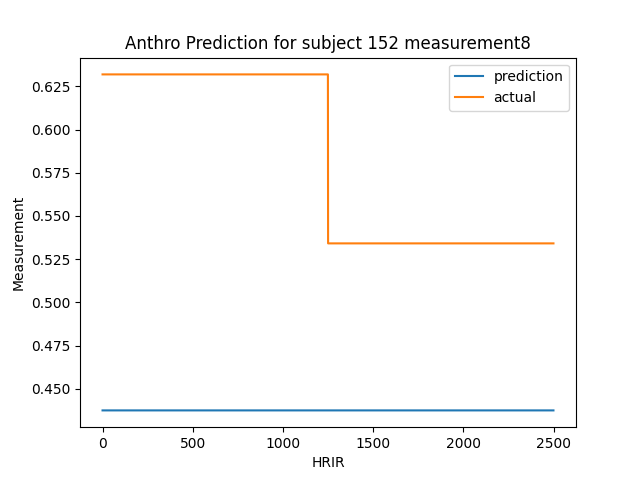 Anthro Prediction for subject 152 measurement8
prediction
actual
0.625
0.600
0.575
0.550
0.525
0.500
0.475
0.450
Measurement
0 500 1000 1500 2000 2500
HRIR